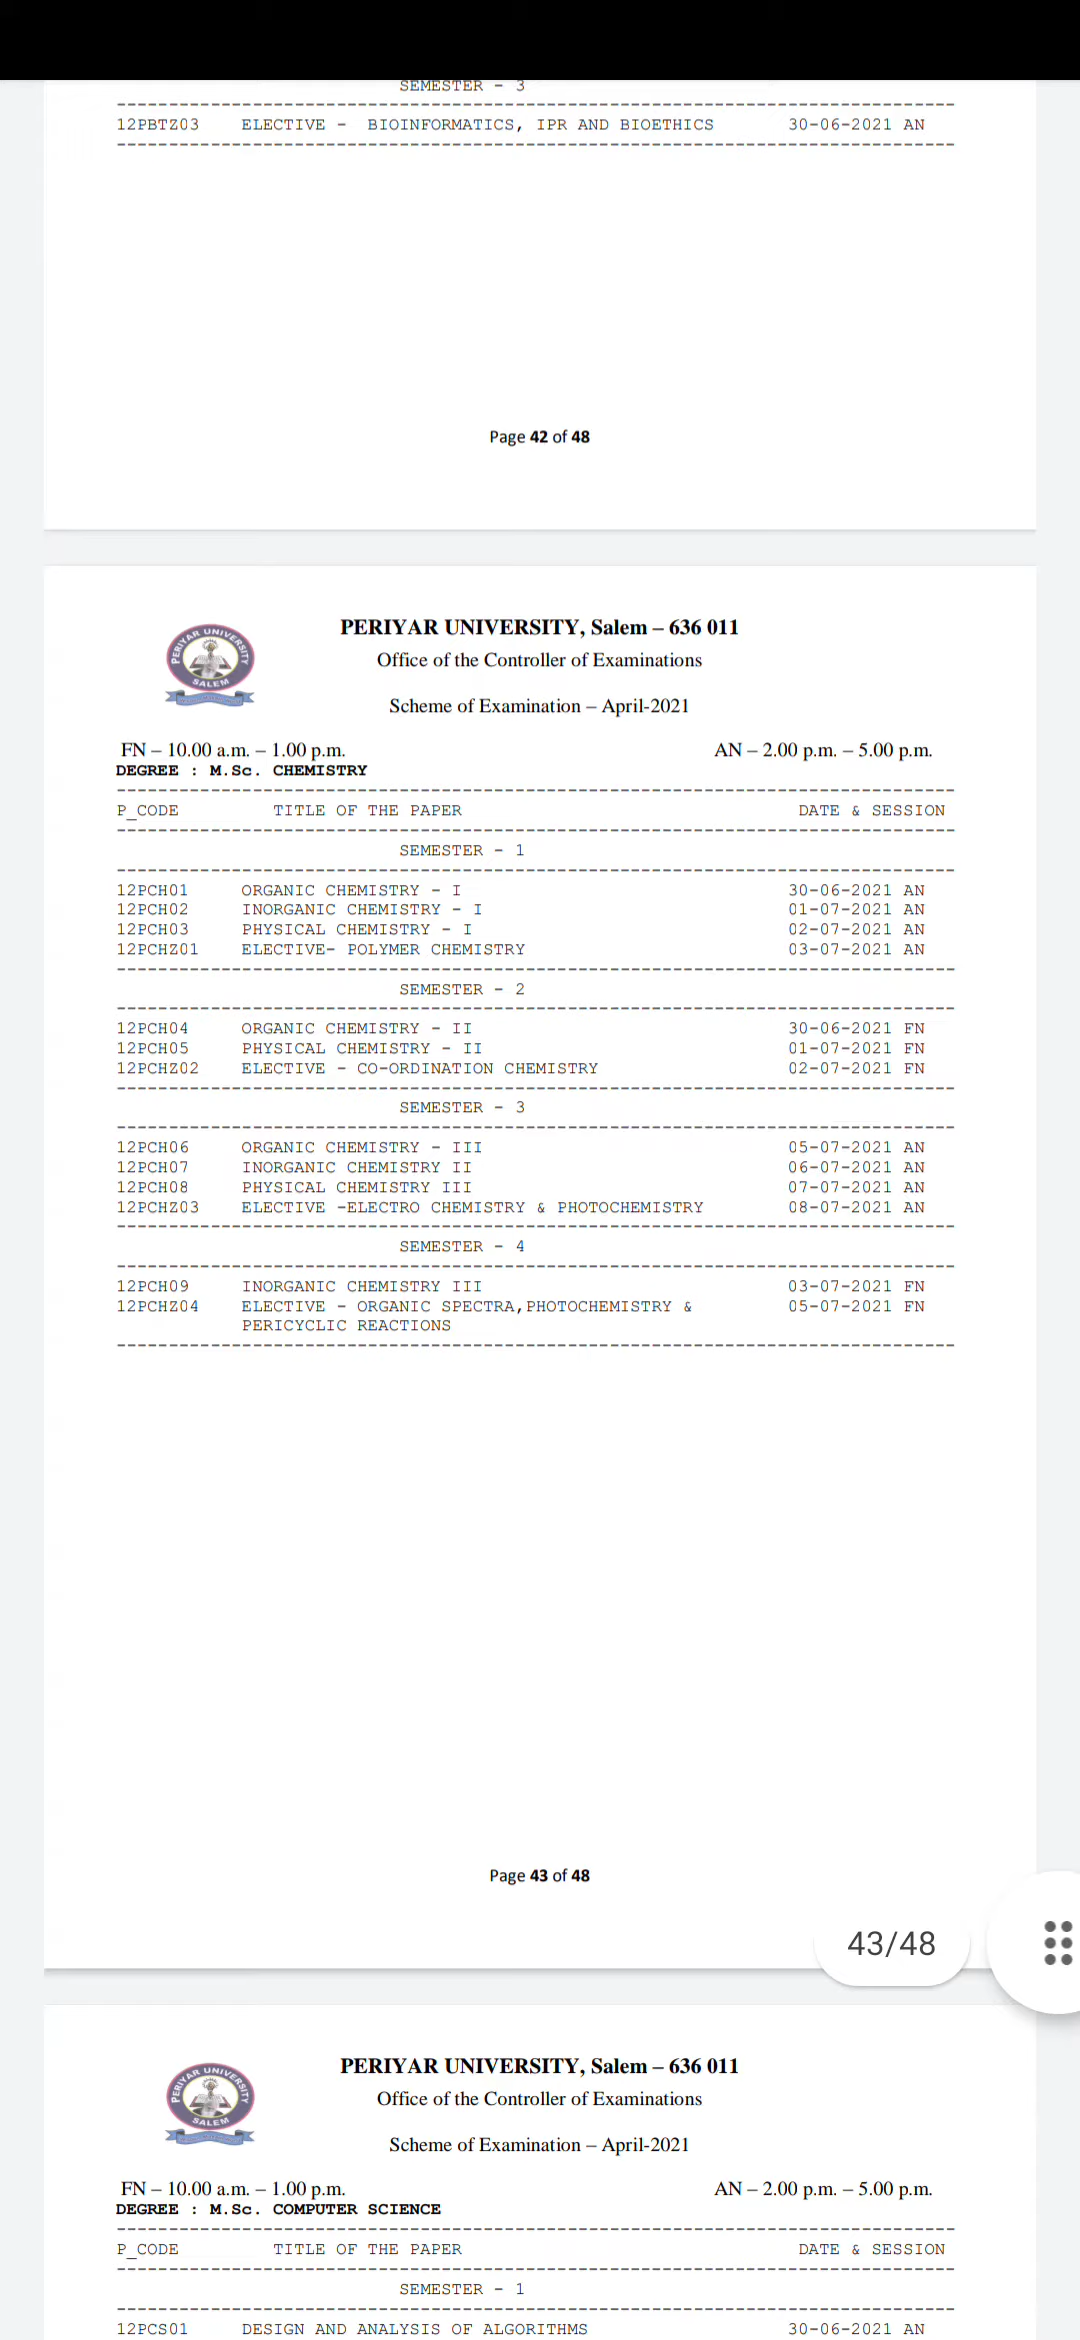 SEMESTER - 3
12PBTZ03 ELECTIVE - BIOINFORMATICS, IPR AND BIOETHICS 30-06-2021 AN
Page 42 of 48
PERIYAR UNIVERSITY
SALEM
PERIYAR UNIVERSITY, Salem – 636 011
Office of the Controller of Examinations
Scheme of Examination – April-2021
FN – 10.00 a.m. – 1.00 p.m. AN – 2.00 p.m. – 5.00 p.m.
DEGREE : M.Sc. CHEMISTRY
P_CODE TITLE OF THE PAPER DATE & SESSION
SEMESTER - 1
12PCH01 ORGANIC CHEMISTRY - I 30-06-2021 AN
12PCH02 INORGANIC CHEMISTRY - I 01-07-2021 AN
12PCH03 PHYSICAL CHEMISTRY - I 02-07-2021 AN
12PCHZ01 ELECTIVE- POLYMER CHEMISTRY 03-07-2021 AN
SEMESTER - 2
12PCH04 ORGANIC CHEMISTRY - II 30-06-2021 FN
12PCH05 PHYSICAL CHEMISTRY - II 01-07-2021 FN
12PCHZ02 ELECTIVE - CO-ORDINATION CHEMISTRY 02-07-2021 FN
SEMESTER - 3
12PCH06 ORGANIC CHEMISTRY - III 05-07-2021 AN
12PCH07 INORGANIC CHEMISTRY II 06-07-2021 AN
12PCH08 PHYSICAL CHEMISTRY III 07-07-2021 AN
12PCHZ03 ELECTIVE -ELECTRO CHEMISTRY & PHOTOCHEMISTRY 08-07-2021 AN
SEMESTER - 4
12PCH09 INORGANIC CHEMISTRY III 03-07-2021 FN
12PCHZ04 ELECTIVE - ORGANIC SPECTRA,PHOTOCHEMISTRY & 05-07-2021 FN
PERICYCLIC REACTIONS
Page 43 of 48
43/48
PERIYAR UNIVERSITY
SALEM
PERIYAR UNIVERSITY, Salem – 636 011
Office of the Controller of Examinations
Scheme of Examination – April-2021
FN – 10.00 a.m. – 1.00 p.m. AN – 2.00 p.m. – 5.00 p.m.
DEGREE : M.Sc. COMPUTER SCIENCE
P_CODE TITLE OF THE PAPER DATE & SESSION
SEMESTER - 1
12PCS01 DESIGN AND ANALYSIS OF ALGORITHMS 30-06-2021 AN